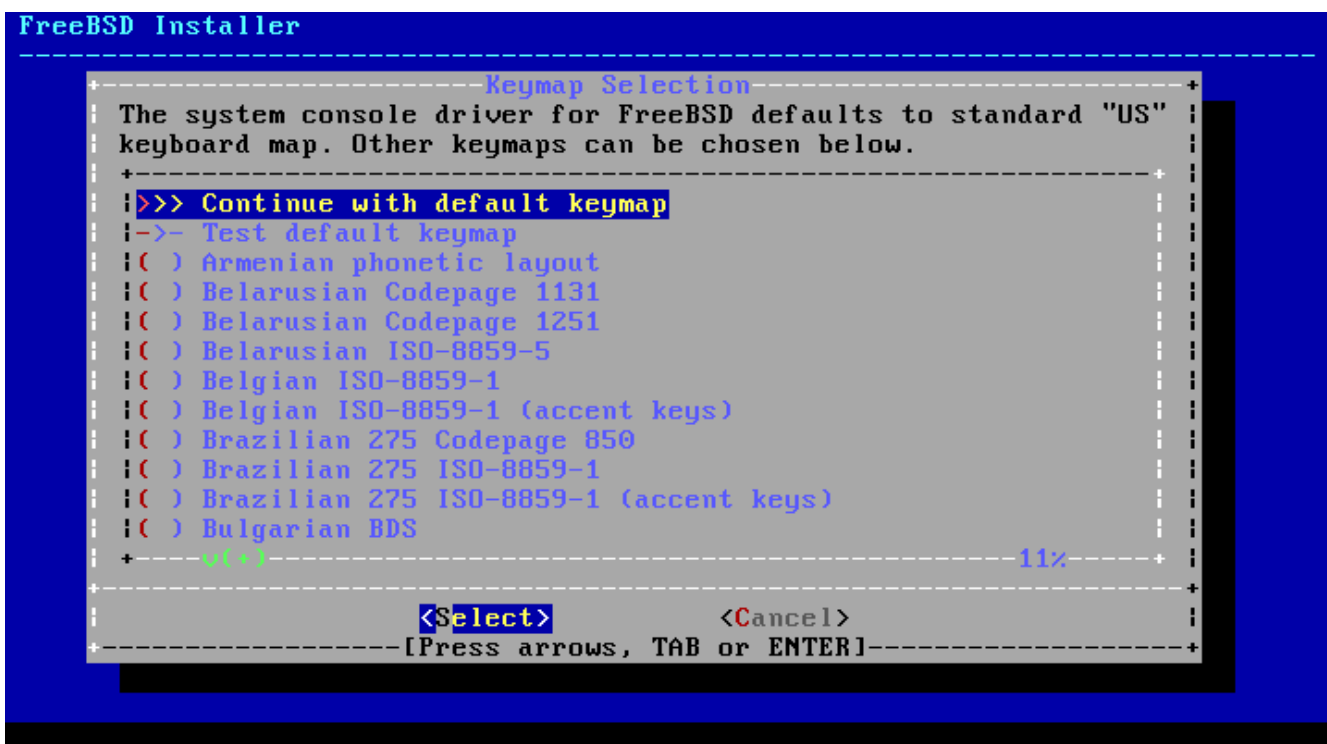 FreeBSD Installer
Keymap Selection
The system console driver for FreeBSD defaults to standard "US"
keyboard map. Other keymaps can be chosen below.
>>> Continue with default keymap
->- Test default keymap
( ) Armenian phonetic layout
( ) Belarusian Codepage 1131
( ) Belarusian Codepage 1251
( ) Belarusian ISO-8859-5
( ) Belgian ISO-8859-1
( ) Belgian ISO-8859-1 (accent keys)
( ) Brazilian 275 Codepage 850
( ) Brazilian 275 ISO-8859-1
( ) Brazilian 275 ISO-8859-1 (accent keys)
( ) Bulgarian BDS
v(+) 11%
<Select> <Cancel>
[Press arrows, TAB or ENTER]